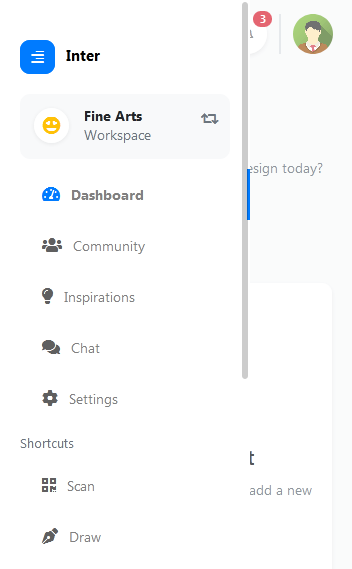 Inter
3
Fine Arts
Workspace
esign today?
Dashboard
Community
Inspirations
Chat
Settings
Shortcuts
t
Scan
add a new
Draw